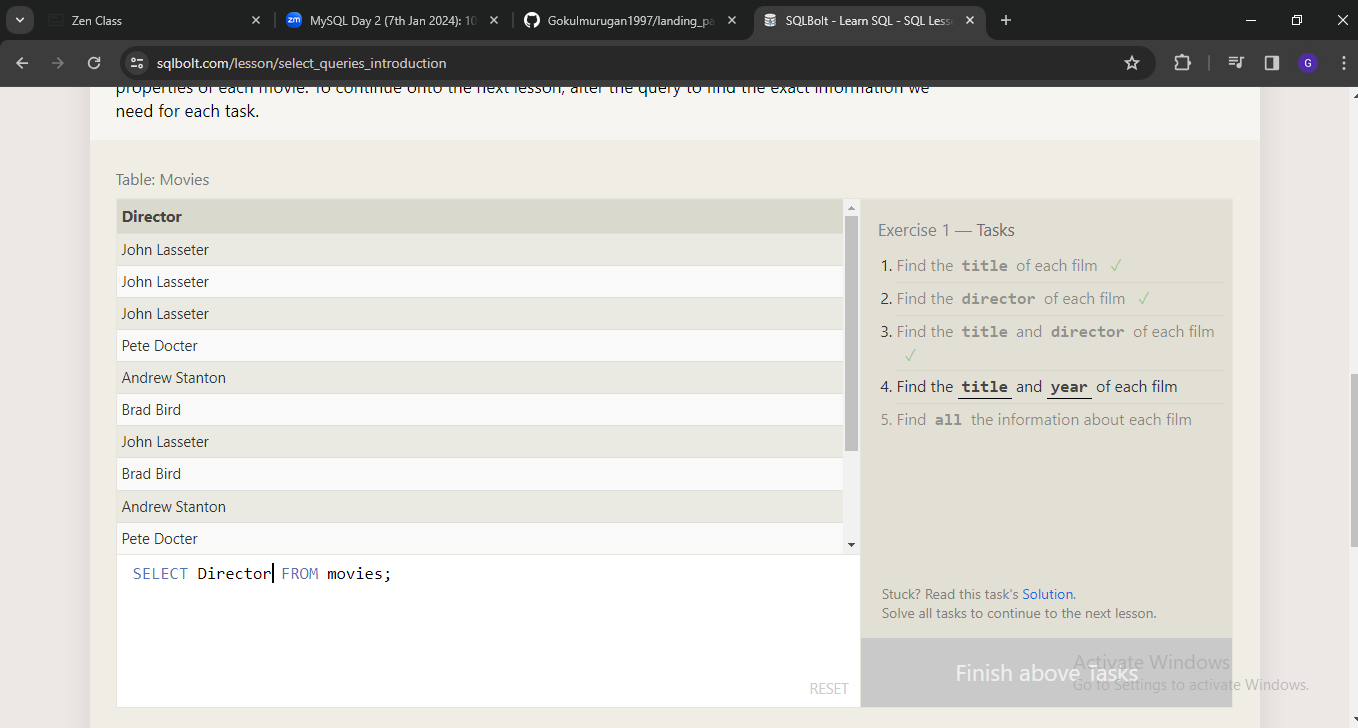 Zen Class
zm MySQL Day 2 (7th Jan 2024): 10
Gokulmurugan1997/landing_pa
SQLBolt - Learn SQL - SQL Less
sqlbolt.com/lesson/select_queries_introduction
G
properties of each movie. To continue onto the next lesson, alter the query to find the exact information we
need for each task.
Table: Movies
Director
John Lasseter
John Lasseter
John Lasseter
Pete Docter
Andrew Stanton
Brad Bird
John Lasseter
Brad Bird
Andrew Stanton
Pete Docter
SELECT Director FROM movies;
RESET
Exercise 1 — Tasks
1. Find the title of each film ✓
2. Find the director of each film ✓
3. Find the title and director of each film
✓
4. Find the title and year of each film
5. Find all the information about each film
Stuck? Read this task's Solution.
Solve all tasks to continue to the next lesson.
Finish above Tasks
Activate Windows
Go to Settings to activate Windows.